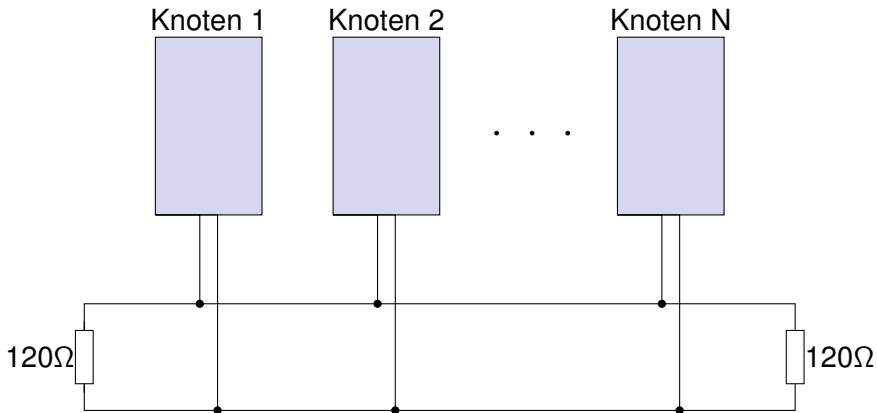 Knoten 1
Knoten 2
Knoten N
. . .
120Ω
120Ω